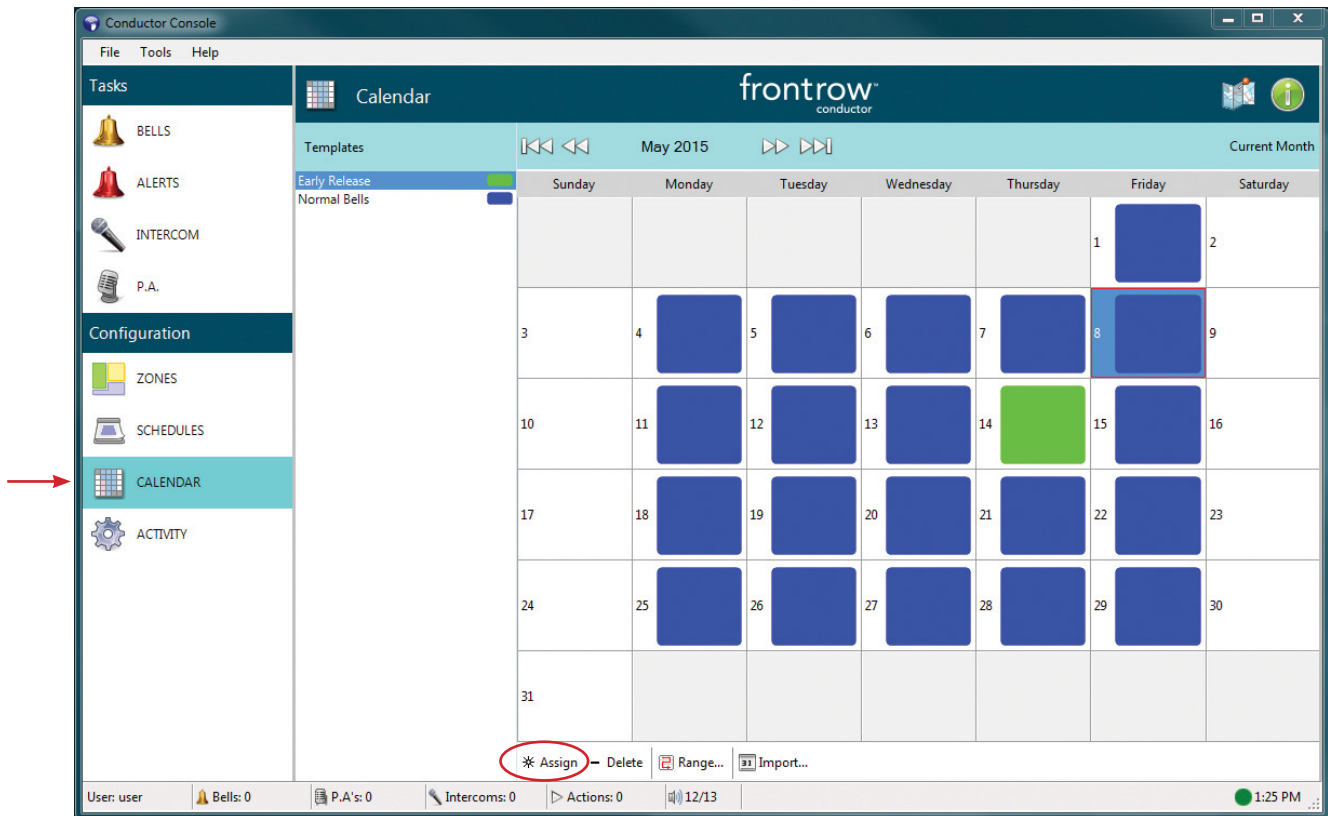 Conductor Console
File Tools Help
Tasks
BELLS
ALERTS
INTERCOM
P.A.
Configuration
ZONES
SCHEDULES
CALENDAR
ACTIVITY
Calendar
frontrow™
conductor
Templates
May 2015
Current Month
Early Release
Normal Bells
Sunday Monday Tuesday Wednesday Thursday Friday Saturday
1 2
3 4 5 6 7 8 9
10 11 12 13 14 15 16
17 18 19 20 21 22 23
24 25 26 27 28 29 30
31
Assign Delete Range... 31 Import...
User: user Bells: 0 P.A's: 0 Intercoms: 0 Actions: 0 12/13 1:25 PM